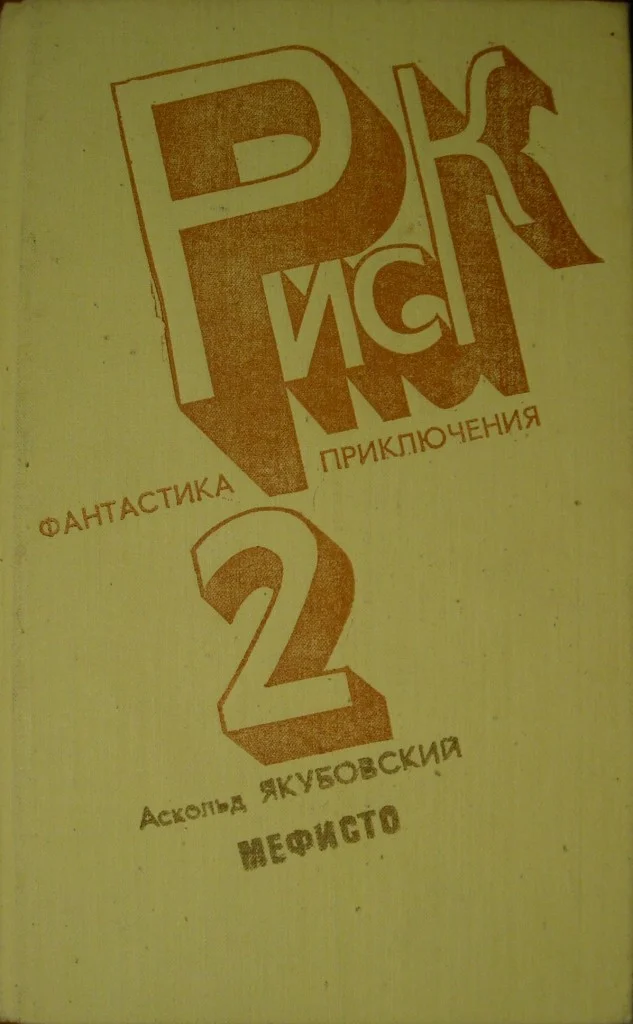 РИСК
ФАНТАСТИКА ПРИКЛЮЧЕНИЯ
2
Аскольд ЯКУБОВСКИЙ
МЕФИСТО